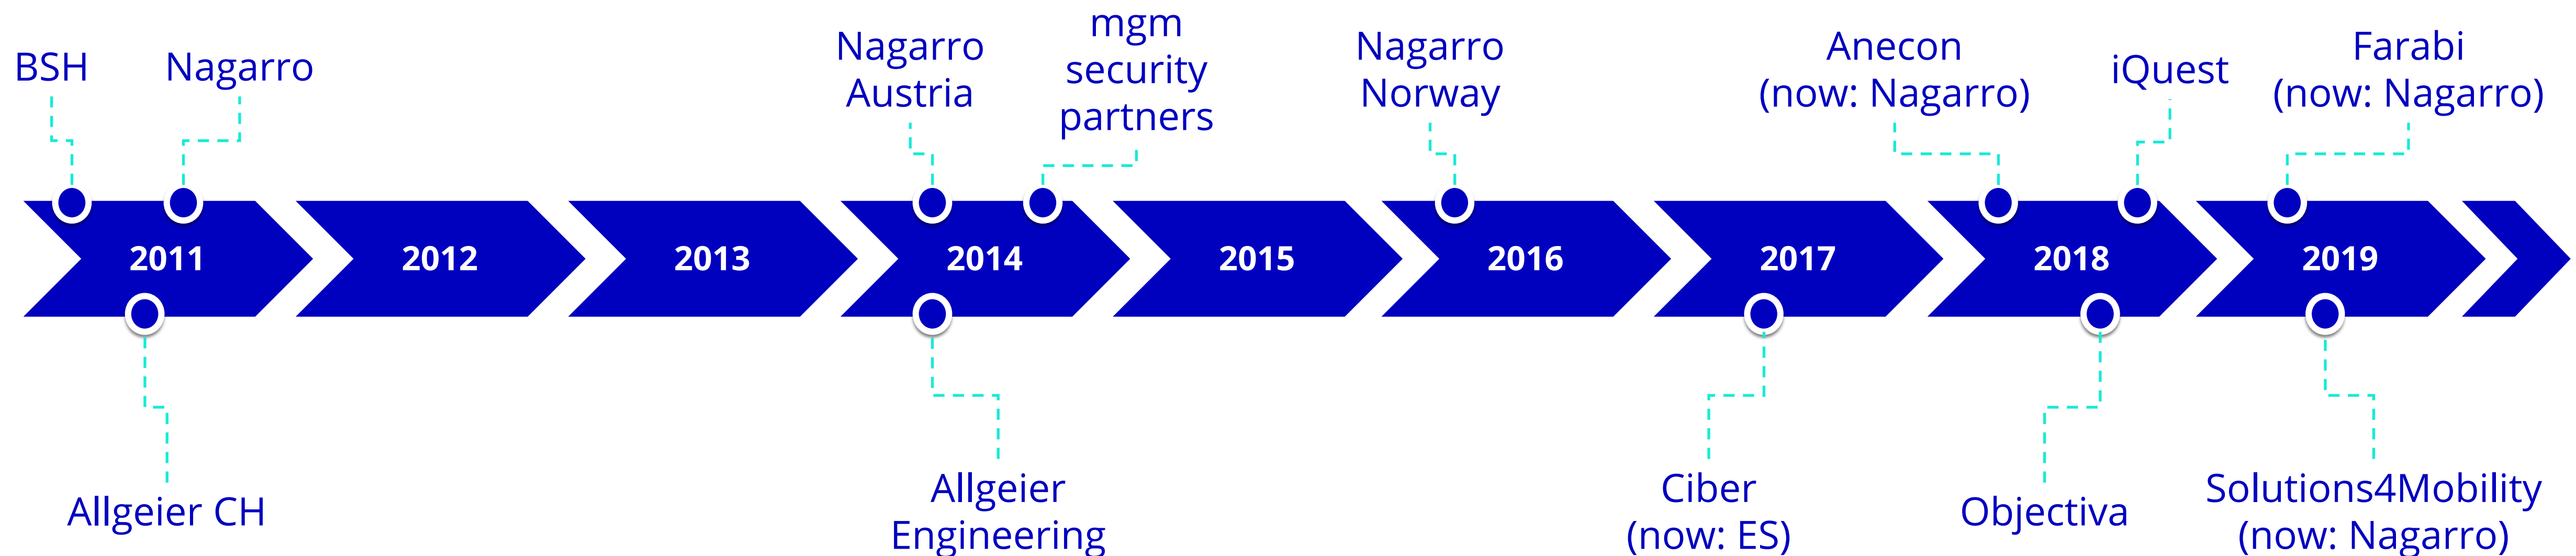 BSH
Nagarro
Nagarro
Austria
mgm
security
partners
Nagarro
Norway
Anecon
(now: Nagarro)
iQuest
Farabi
(now: Nagarro)
2011
2012
2013
2014
2015
2016
2017
2018
2019
Allgeier CH
Allgeier
Engineering
Ciber
(now: ES)
Objectiva
Solutions4Mobility
(now: Nagarro)